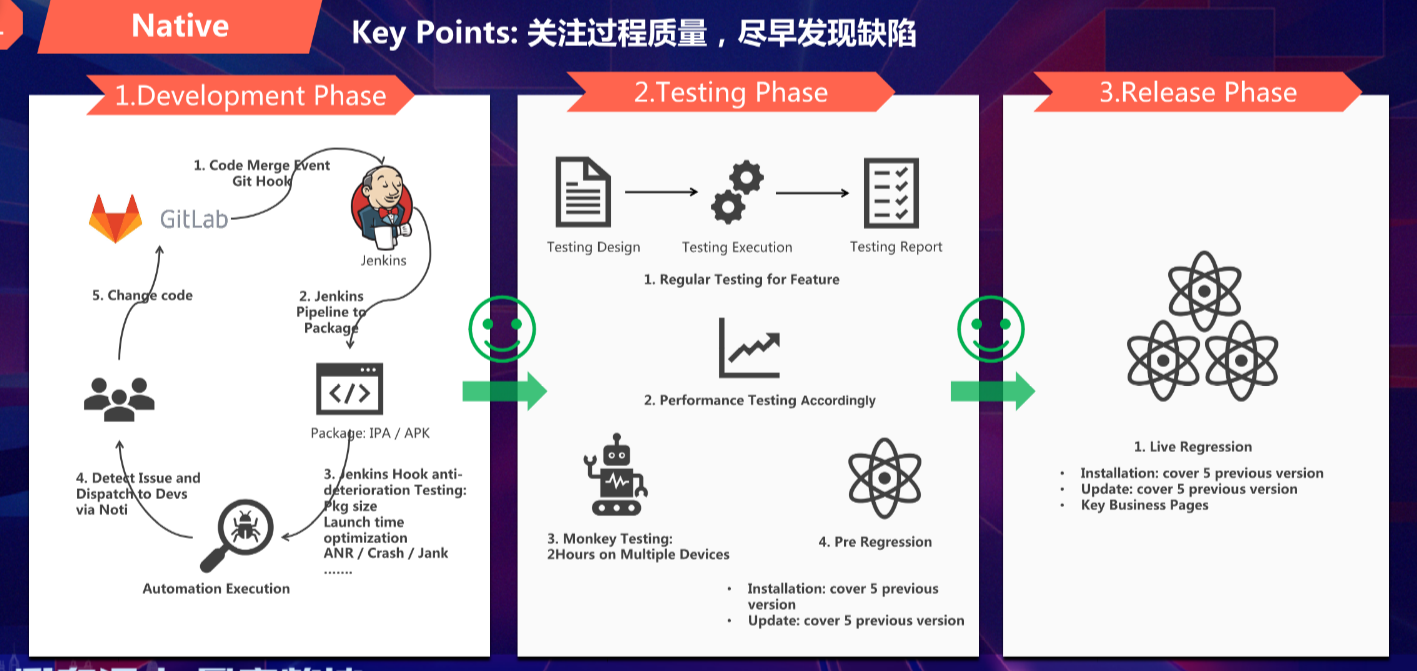 Native
Key Points: 关注过程质量，尽早发现缺陷
1.Development Phase
1. Code Merge Event
Git Hook
GitLab
Jenkins
5. Change code
2. Jenkins
Pipeline to
Package
Package: IPA / APK
4. Detect Issue and
Dispatch to Devs
via Noti
3. Jenkins Hook anti-
deterioration Testing:
Pkg size
Launch time
optimization
ANR / Crash / Jank
.......
Automation Execution
2.Testing Phase
Testing Design
Testing Execution
Testing Report
1. Regular Testing for Feature
2. Performance Testing Accordingly
3. Monkey Testing:
2Hours on Multiple Devices
4. Pre Regression
• Installation: cover 5 previous
version
• Update: cover 5 previous version
3.Release Phase
1. Live Regression
• Installation: cover 5 previous version
• Update: cover 5 previous version
• Key Business Pages